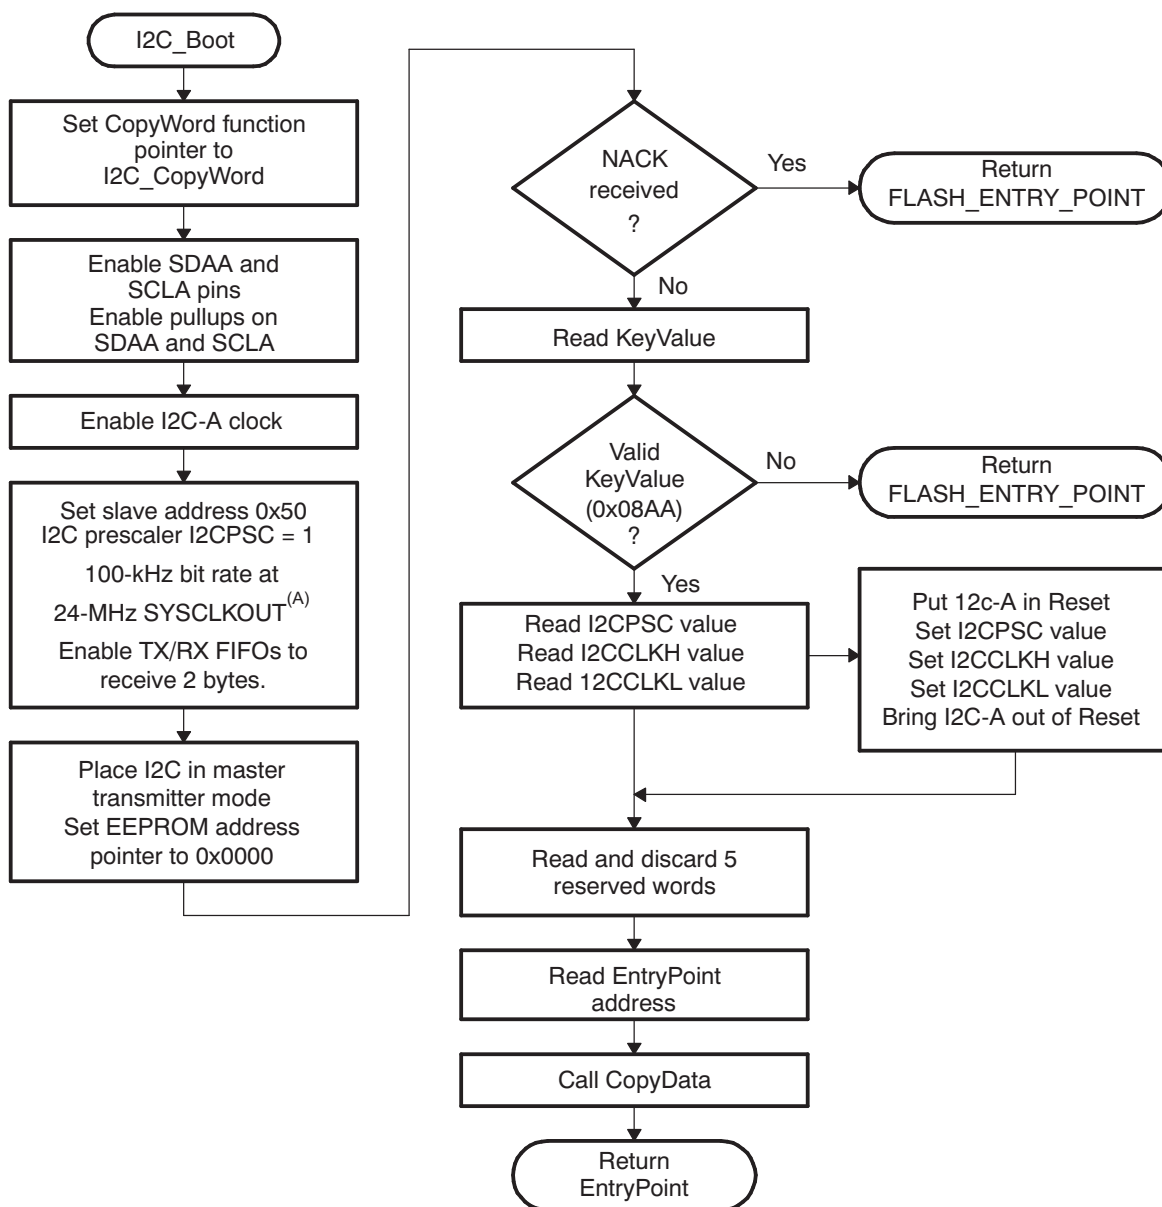 I2C_Boot
Set CopyWord function
pointer to
I2C_CopyWord
Enable SDAA and
SCLA pins
Enable pullups on
SDAA and SCLA
Enable I2C-A clock
Set slave address 0x50
I2C prescaler I2CPSC = 1
100-kHz bit rate at
24-MHz SYSCLKOUT(A)
Enable TX/RX FIFOs to
receive 2 bytes.
Place I2C in master
transmitter mode
Set EEPROM address
pointer to 0x0000
NACK
received
?
Yes
Return
FLASH_ENTRY_POINT
No
Read KeyValue
Valid
KeyValue
(0x08AA)
?
No
Return
FLASH_ENTRY_POINT
Yes
Read I2CPSC value
Read I2CCLKH value
Read 12CCLKL value
Put 12c-A in Reset
Set I2CPSC value
Set I2CCLKH value
Set I2CCLKL value
Bring I2C-A out of Reset
Read and discard 5
reserved words
Read EntryPoint
address
Call CopyData
Return
EntryPoint